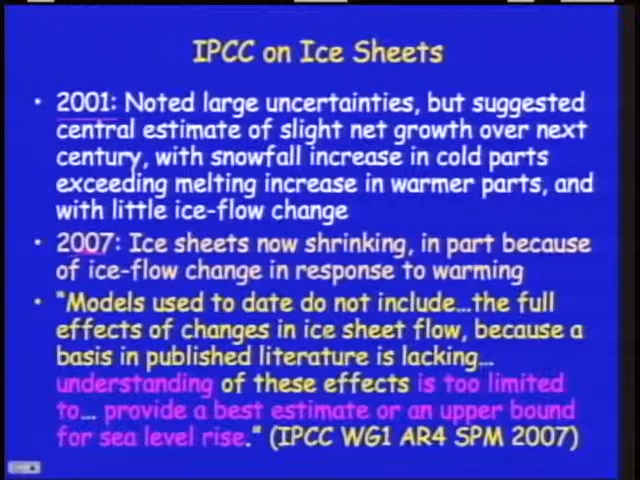 IPCC on Ice Sheets
• 2001: Noted large uncertainties, but suggested
central estimate of slight net growth over next
century, with snowfall increase in cold parts
exceeding melting increase in warmer parts, and
with little ice-flow change
• 2007: Ice sheets now shrinking, in part because
of ice-flow change in response to warming
• "Models used to date do not include...the full
effects of changes in ice sheet flow, because a
basis in published literature is lacking...
understanding of these effects is too limited
to... provide a best estimate or an upper bound
for sea level rise." (IPCC WG1 AR4 SPM 2007)